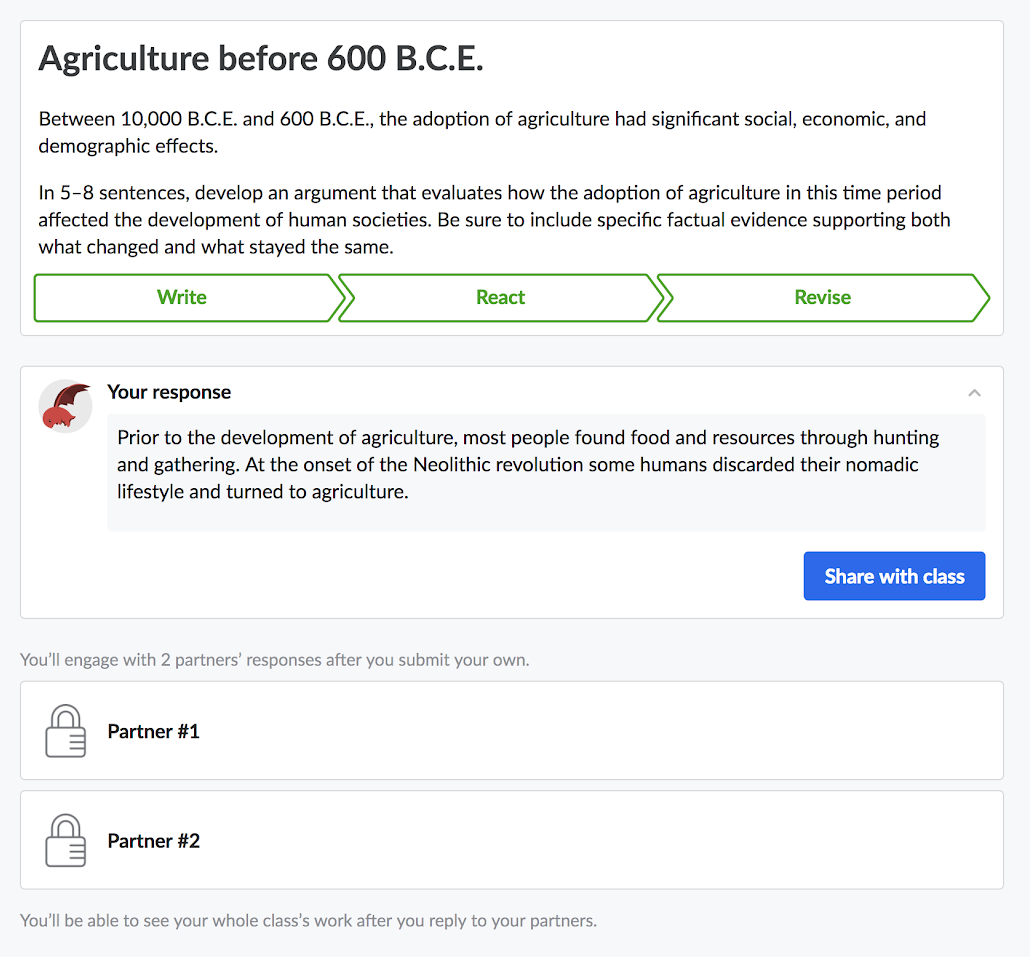 Agriculture before 600 B.C.E.
Between 10,000 B.C.E. and 600 B.C.E., the adoption of agriculture had significant social, economic, and
demographic effects.
In 5–8 sentences, develop an argument that evaluates how the adoption of agriculture in this time period
affected the development of human societies. Be sure to include specific factual evidence supporting both
what changed and what stayed the same.
Write
React
Revise
Your response
Prior to the development of agriculture, most people found food and resources through hunting
and gathering. At the onset of the Neolithic revolution some humans discarded their nomadic
lifestyle and turned to agriculture.
Share with class
You'll engage with 2 partners' responses after you submit your own.
Partner #1
Partner #2
You'll be able to see your whole class's work after you reply to your partners.